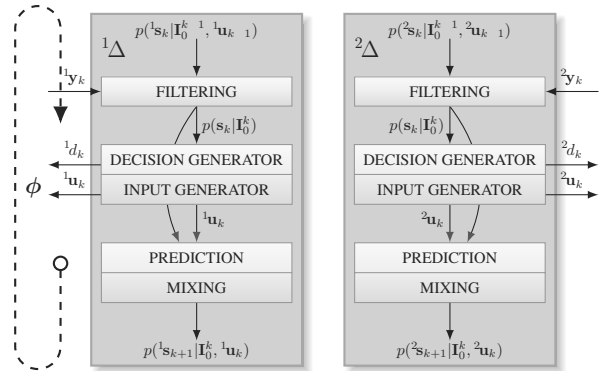 p(¹s_k|I_0^{k 1}, ¹u_{k 1})
¹Δ
¹y_k
FILTERING
p(s_k|I_0^k)
¹d_k
DECISION GENERATOR
ϕ
¹u_k
INPUT GENERATOR
¹u_k
PREDICTION
MIXING
p(¹s_{k+1}|I_0^k, ¹u_k)
p(²s_k|I_0^{k 1}, ²u_{k 1})
²Δ
²y_k
FILTERING
p(s_k|I_0^k)
DECISION GENERATOR
²d_k
INPUT GENERATOR
²u_k
²u_k
PREDICTION
MIXING
p(²s_{k+1}|I_0^k, ²u_k)